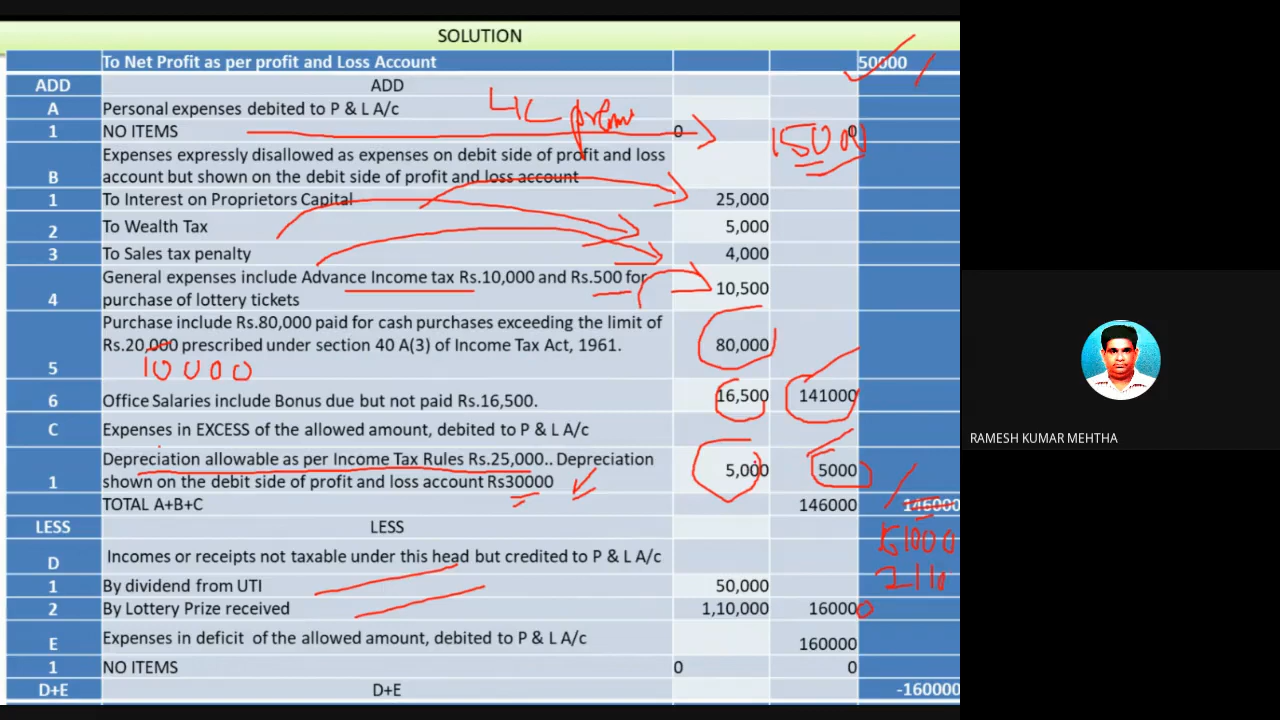 SOLUTION
To Net Profit as per profit and Loss Account 50000
ADD ADD
A Personal expenses debited to P & L A/c
LIC
1 NO ITEMS 0 0
15000
B Expenses expressly disallowed as expenses on debit side of profit and loss
account but shown on the debit side of profit and loss account
1 To Interest on Proprietors Capital 25,000
2 To Wealth Tax 5,000
3 To Sales tax penalty 4,000
4 General expenses include Advance Income tax Rs.10,000 and Rs.500 for 10,500
purchase of lottery tickets
5 Purchase include Rs.80,000 paid for cash purchases exceeding the limit of
Rs.20,000 prescribed under section 40 A(3) of Income Tax Act, 1961. 80,000
10000
6 Office Salaries include Bonus due but not paid Rs.16,500. 16,500 141000
C Expenses in EXCESS of the allowed amount, debited to P & L A/c
1 Depreciation allowable as per Income Tax Rules Rs.25,000.. Depreciation 5,000 5000
shown on the debit side of profit and loss account Rs30000
TOTAL A+B+C 146000 146000
LESS LESS
D Incomes or receipts not taxable under this head but credited to P & L A/c
1 By dividend from UTI 50,000
2 By Lottery Prize received 1,10,000 160000
E Expenses in deficit of the allowed amount, debited to P & L A/c 160000
1 NO ITEMS 0 0
D+E D+E -160000
RAMESH KUMAR MEHTHA